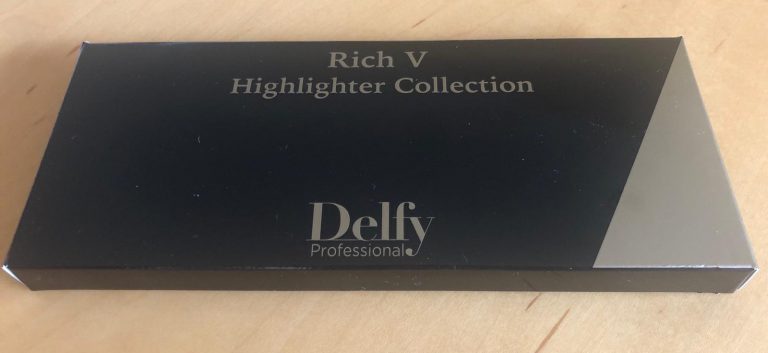 Rich V
Highlighter Collection
Delfy
Professional